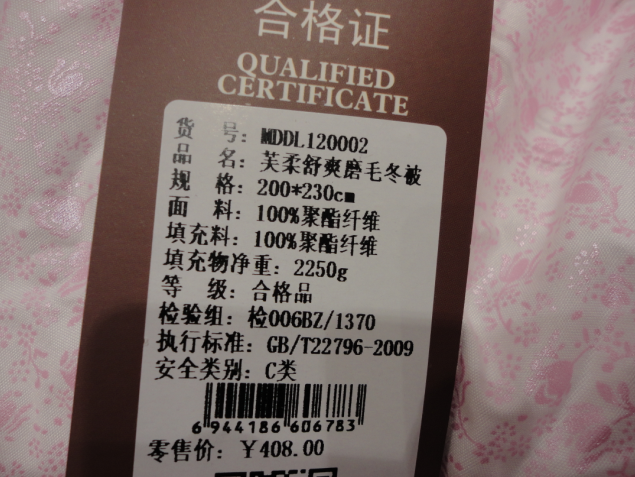 合格证
QUALIFIED
CERTIFICATE
货 号：MDDL120002
品 名：芙柔舒爽磨毛冬被
规 格：200*230cm
面 料：100%聚酯纤维
填充料：100%聚酯纤维
填充物净重：2250g
等 级：合格品
检验组：检006BZ/1370
执行标准：GB/T22796-2009
安全类别：C类
6 944186 606783
零售价：￥408.00